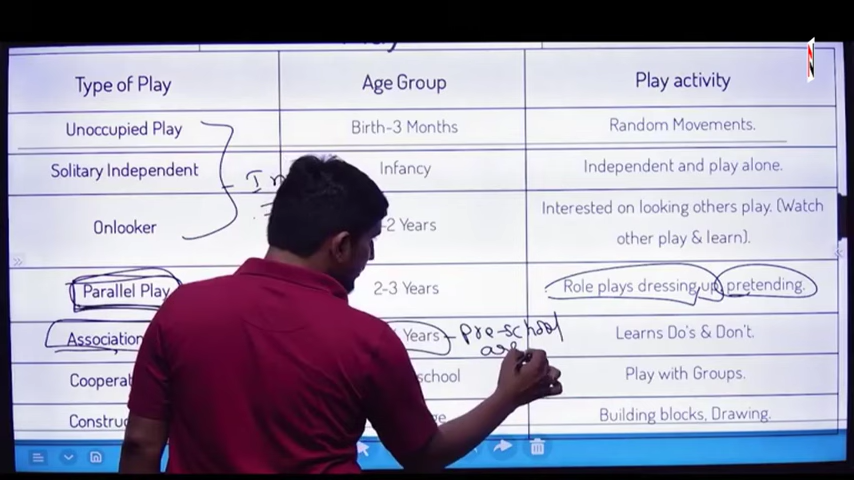 Type of Play Age Group Play activity
Unoccupied Play Birth-3 Months Random Movements.
Solitary Independent Infancy Independent and play alone.
Onlooker 2 Years Interested on looking others play. (Watch
other play & learn).
Parallel Play 2-3 Years Role plays dressing up pretending.
Association Years pre-school Learns Do's & Don't.
school Play with Groups.
Building blocks, Drawing.